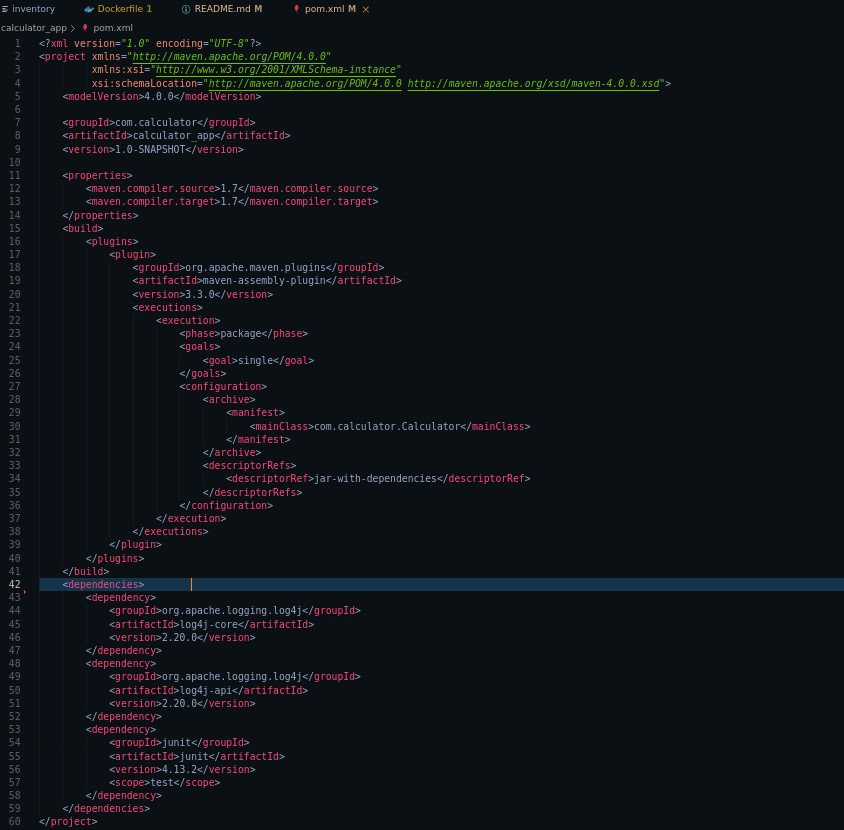 inventory Dockerfile 1 README.md M pom.xml M ×
calculator_app > pom.xml
1 <?xml version="1.0" encoding="UTF-8"?>
2 <project xmlns="http://maven.apache.org/POM/4.0.0"
3 xmlns:xsi="http://www.w3.org/2001/XMLSchema-instance"
4 xsi:schemaLocation="http://maven.apache.org/POM/4.0.0 http://maven.apache.org/xsd/maven-4.0.0.xsd">
5 <modelVersion>4.0.0</modelVersion>
6
7 <groupId>com.calculator</groupId>
8 <artifactId>calculator_app</artifactId>
9 <version>1.0-SNAPSHOT</version>
10
11 <properties>
12 <maven.compiler.source>1.7</maven.compiler.source>
13 <maven.compiler.target>1.7</maven.compiler.target>
14 </properties>
15 <build>
16 <plugins>
17 <plugin>
18 <groupId>org.apache.maven.plugins</groupId>
19 <artifactId>maven-assembly-plugin</artifactId>
20 <version>3.3.0</version>
21 <executions>
22 <execution>
23 <phase>package</phase>
24 <goals>
25 <goal>single</goal>
26 </goals>
27 <configuration>
28 <archive>
29 <manifest>
30 <mainClass>com.calculator.Calculator</mainClass>
31 </manifest>
32 </archive>
33 <descriptorRefs>
34 <descriptorRef>jar-with-dependencies</descriptorRef>
35 </descriptorRefs>
36 </configuration>
37 </execution>
38 </executions>
39 </plugin>
40 </plugins>
41 </build>
42 <dependencies>
43 <dependency>
44 <groupId>org.apache.logging.log4j</groupId>
45 <artifactId>log4j-core</artifactId>
46 <version>2.20.0</version>
47 </dependency>
48 <dependency>
49 <groupId>org.apache.logging.log4j</groupId>
50 <artifactId>log4j-api</artifactId>
51 <version>2.20.0</version>
52 </dependency>
53 <dependency>
54 <groupId>junit</groupId>
55 <artifactId>junit</artifactId>
56 <version>4.13.2</version>
57 <scope>test</scope>
58 </dependency>
59 </dependencies>
60 </project>